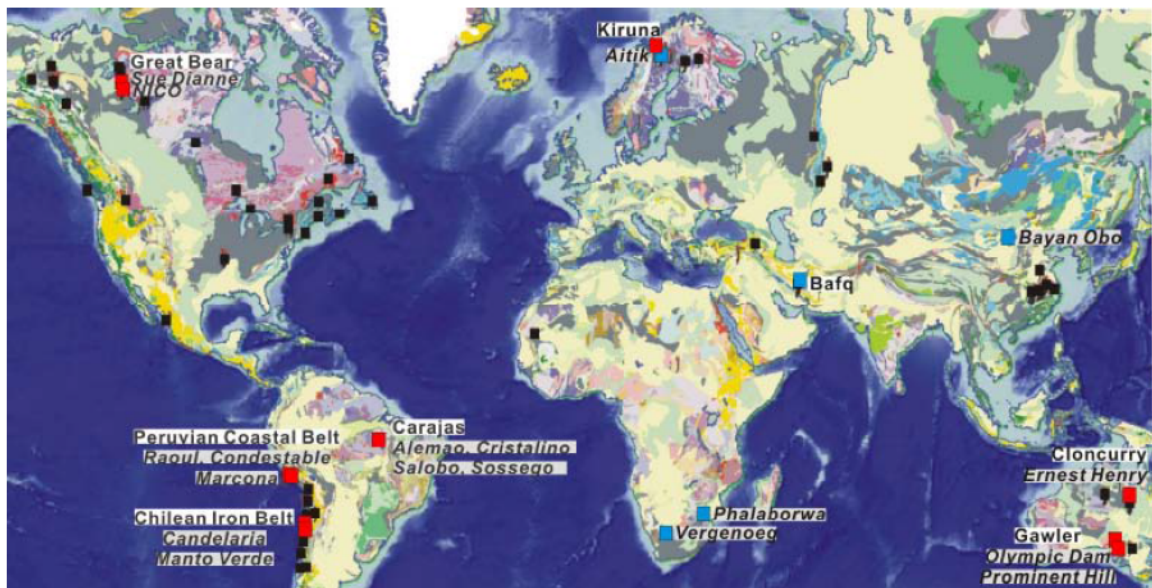 Kiruna
Aitik
Great Bear
Sue Dianne
NICO
Bayan Obo
Bafq
Carajas
Alemao, Cristalino
Salobo, Sossego
Peruvian Coastal Belt
Raoul, Condestable
Marcona
Cloncurry
Ernest Henry
Chilean Iron Belt
Candelaria
Manto Verde
Phalaborwa
Vergenoeg
Gawler
Olympic Dam
Prominent Hill